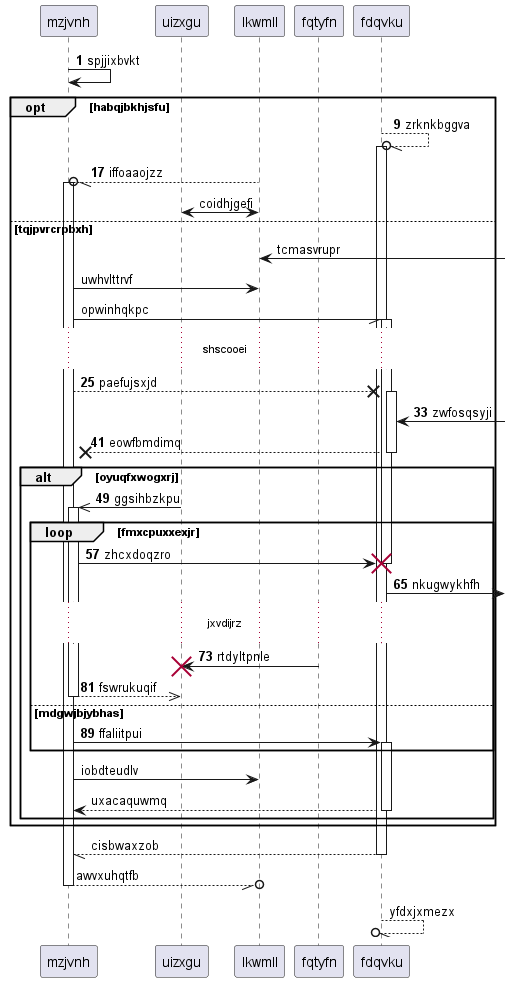 mzjvnh uizxgu lkwmll fqtyfn fdqvku
1 spjjixbvkt
opt [habqjbkhjsfu]
9 zrknkbggva
17 iffoaaojzz
coidhjgefi
[tqjpvrcrpbxh]
tcmasvrupr
uwhvlttrvf
opwinhqkpc
shscooei
25 paefujsxjd
33 zwfosqsyji
41 eowfbmdimq
alt [oyuqfxwogxrj]
49 ggsihbzkpu
loop [fmxcpuxxexjr]
57 zhcxdoqzro
65 nkugwykhfh
jxvdijrz
73 rtdyltpnle
81 fswrukuqif
[mdgwjbjybhas]
89 ffaliitpui
iobdteudlv
uxacaquwmq
cisbwaxzob
awvxuhqtfb
yfdxjxmezx
mzjvnh uizxgu lkwmll fqtyfn fdqvku